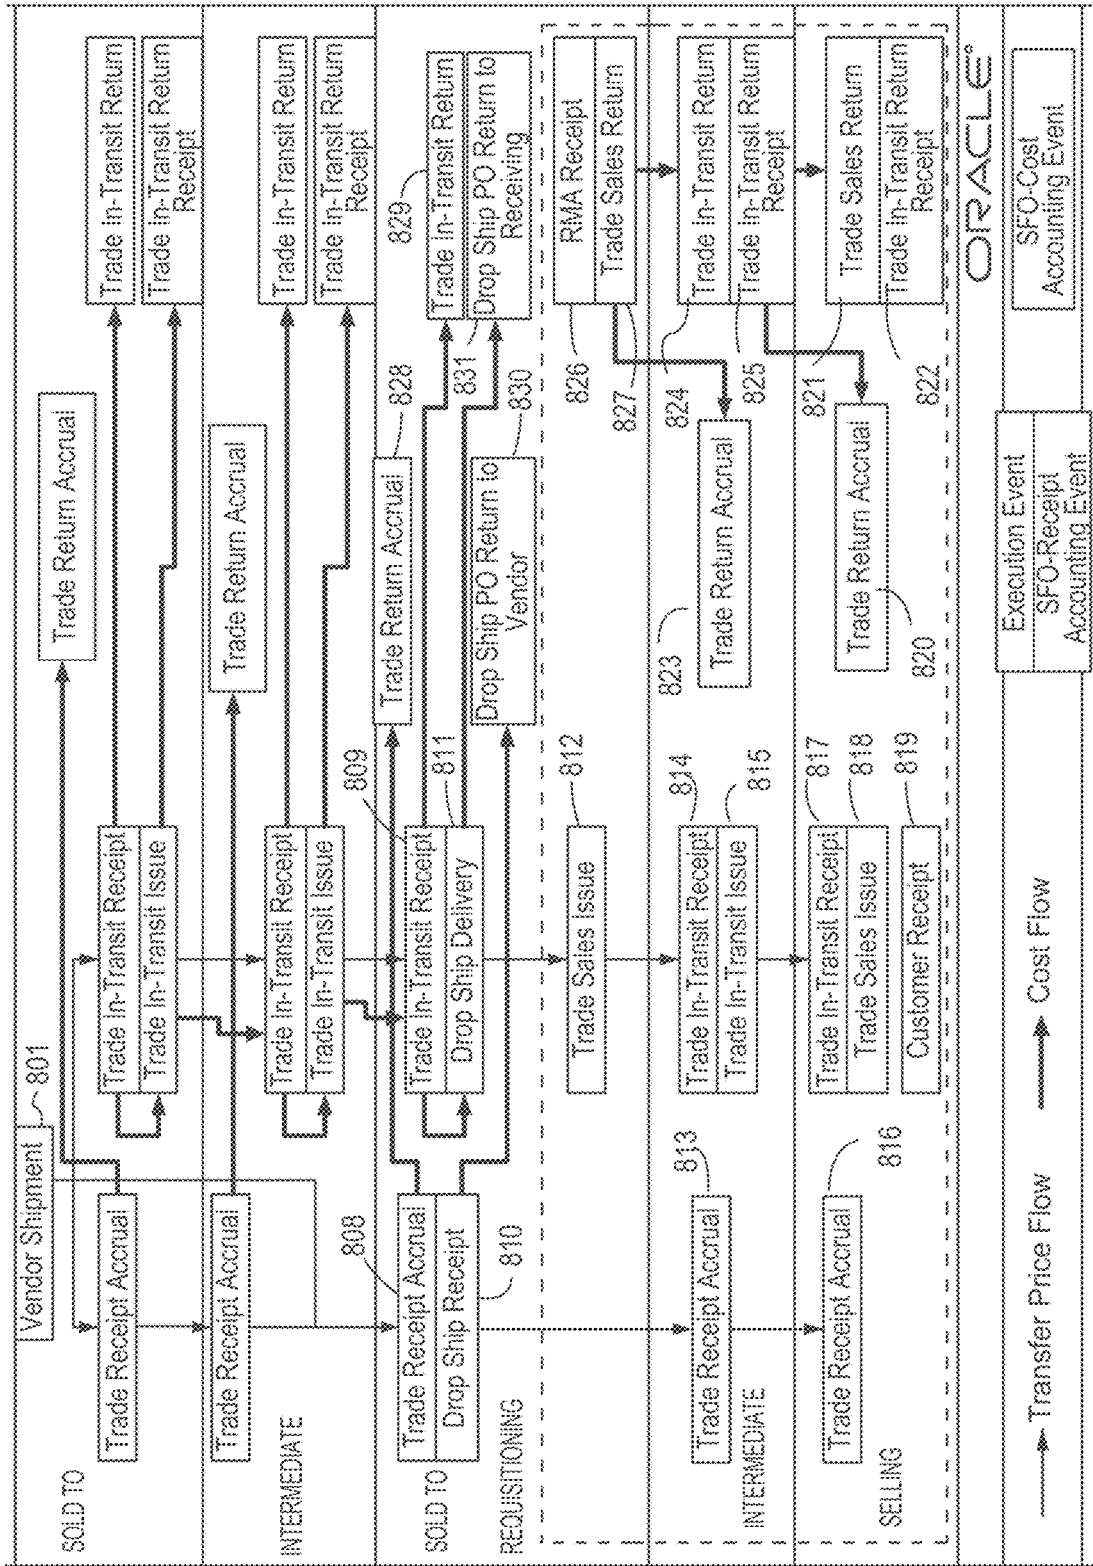 Vendor Shipment
801
SOLD TO
Trade Receipt Accrual
Trade In-Transit Receipt
Trade In-Transit Issue
Trade Return Accrual
Trade In-Transit Return
Trade In-Transit Return
Receipt
INTERMEDIATE
Trade Receipt Accrual
Trade In-Transit Receipt
Trade In-Transit Issue
Trade Return Accrual
Trade In-Transit Return
Trade In-Transit Return
Receipt
SOLD TO
REQUISITIONING
808
Trade Receipt Accrual
Drop Ship Receipt
810
809
Trade In-Transit Receipt
Drop Ship Delivery
811
Trade Return Accrual
828
Drop Ship PO Return to
Vendor
830
829
Trade In-Transit Return
Drop Ship PO Return to
Receiving
831
Trade Sales Issue
812
RMA Receipt
Trade Sales Return
826
827
INTERMEDIATE
Trade Receipt Accrual
813
Trade In-Transit Receipt
Trade In-Transit Issue
814
815
823
Trade Return Accrual
824
Trade In-Transit Return
Trade In-Transit Return
Receipt
825
SELLING
Trade Receipt Accrual
816
Trade In-Transit Receipt
Trade Sales Issue
Customer Receipt
817
818
819
Trade Return Accrual
820
821
Trade Sales Return
Trade In-Transit Return
Receipt
822
ORACLE®
Transfer Price Flow
Cost Flow
Execution Event
SFO-Receipt
Accounting Event
SFO-Cost
Accounting Event